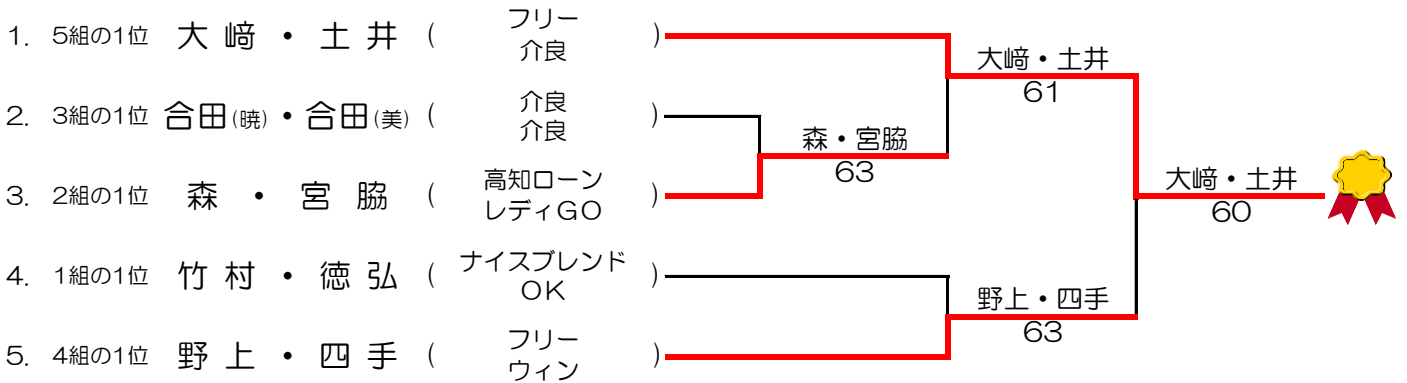 1. 5組の1位 大﨑・土井 ( フリー
介良 )
2. 3組の1位 合田(暁)・合田(美) ( 介良
介良 )
3. 2組の1位 森・宮脇 ( 高知ローン
レディGO )
4. 1組の1位 竹村・徳弘 ( ナイスブレンド
OK )
5. 4組の1位 野上・四手 ( フリー
ウィン )
森・宮脇
63
大﨑・土井
61
野上・四手
63
大﨑・土井
60